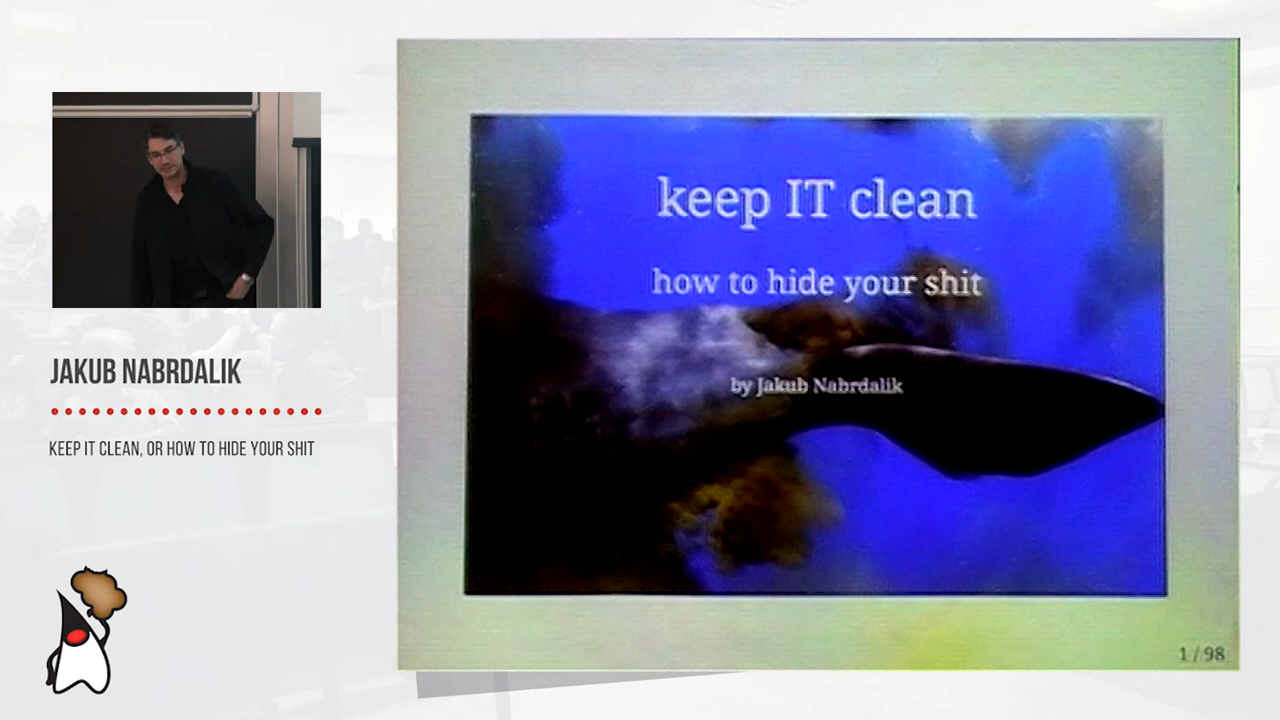 JAKUB NABRDALIK
KEEP IT CLEAN, OR HOW TO HIDE YOUR SHIT
keep IT clean
how to hide your shit
by Jakub Nabrdalik
1 / 98